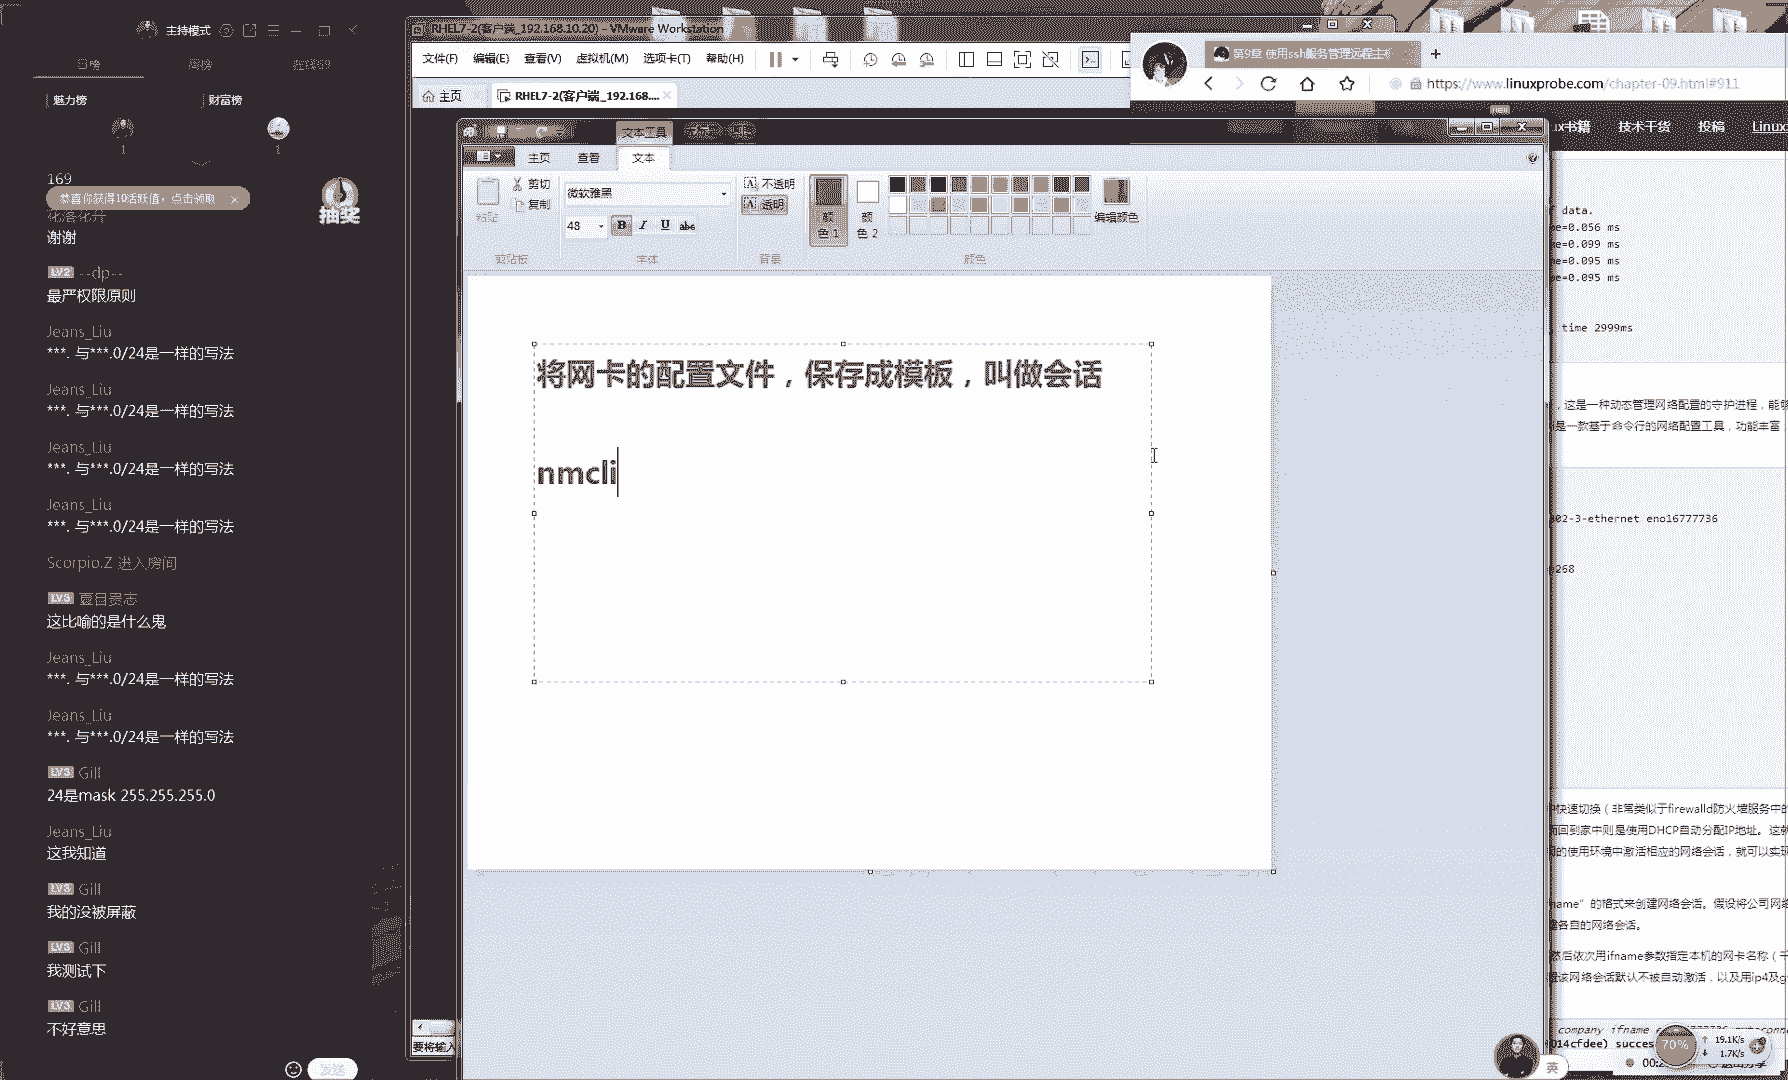 主持模式
日榜
周榜
在线69
魅力榜
财富榜
1
1
169
恭喜你获得10活跃值，点击领取
抽奖
花落花开
谢谢
LV2 --dp--
最严权限原则
Jeans_Liu
***. 与***.0/24是一样的写法
Jeans_Liu
***. 与***.0/24是一样的写法
Jeans_Liu
***. 与***.0/24是一样的写法
Jeans_Liu
***. 与***.0/24是一样的写法
Scorpio.Z 进入房间
LV3 夏目贵志
这比喻的是什么鬼
Jeans_Liu
***. 与***.0/24是一样的写法
Jeans_Liu
***. 与***.0/24是一样的写法
LV3 Gill
24是mask 255.255.255.0
Jeans_Liu
这我知道
LV3 Gill
我的没被屏蔽
LV3 Gill
我测试下
LV3 Gill
不好意思
发送
RHEL7-2(客户端_192.168.10.20) - VMware Workstation
文件(F) 编辑(E) 查看(V) 虚拟机(M) 选项卡(T) 帮助(H)
主页
RHEL7-2(客户端_192.168....
要将输入
文本工具
主页 查看 文本
粘贴
剪切
复制
剪贴板
微软雅黑
48
B I U abc
字体
不透明
透明
背景
颜色 1
颜色 2
编辑颜色
颜色
将网卡的配置文件，保存成模板，叫做会话
nmcli
第9章 使用ssh服务管理远程主机
https://www.linuxprobe.com/chapter-09.html#911
ux书籍 技术干货 投稿 Linux
f data.
me=0.056 ms
me=0.099 ms
me=0.095 ms
me=0.095 ms
, time 2999ms
，这是一种动态管理网络配置的守护进程，能够
是一款基于命令行的网络配置工具，功能丰富
802-3-ethernet eno16777736
268
快速切换（非常类似于firewalld防火墙服务中的
而回到家中则是使用DHCP自动分配IP地址。这就
的使用环境中激活相应的网络会话，就可以实现
name”的格式来创建网络会话。假设将公司网络
各自的网络会话。
然后依次用ifname参数指定本机的网卡名称（千
该网络会话默认不被自动激活，以及用ip4及g
company ifname
014cfdee) succes
70%
19.1K/s
1.7K/s
退出分享
英